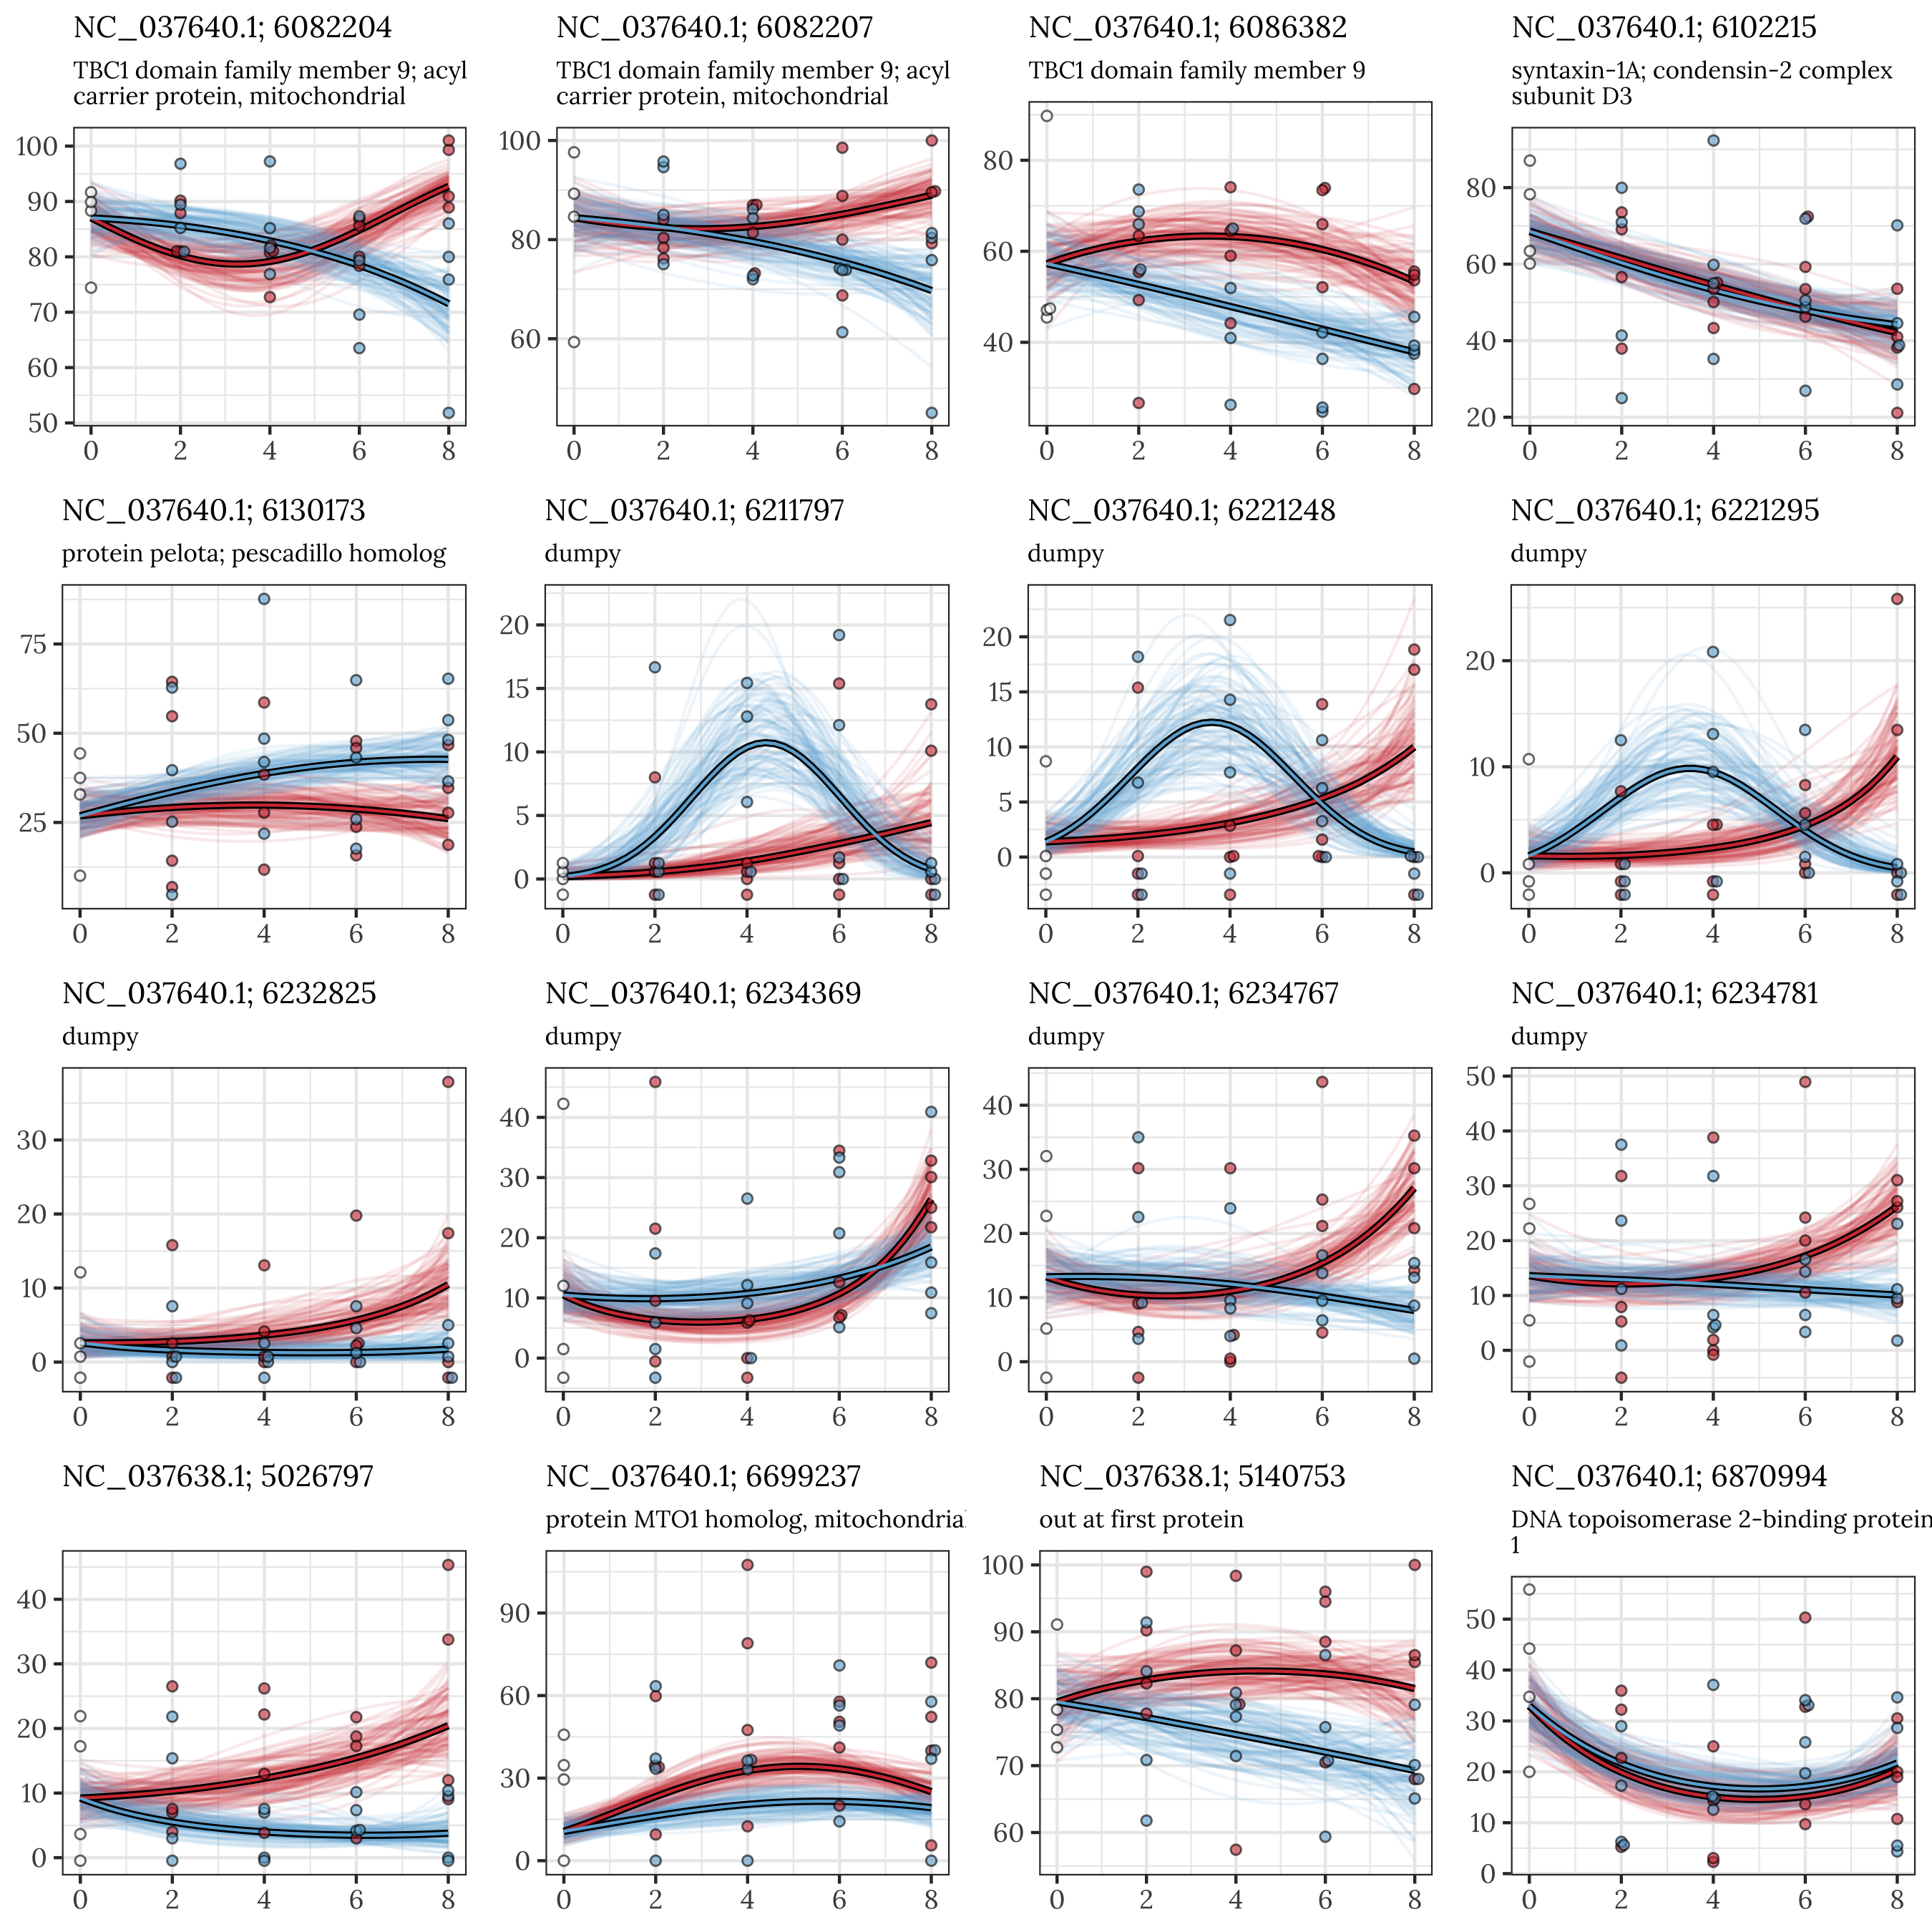 NC_037640.1; 6082204
TBC1 domain family member 9; acyl
carrier protein, mitochondrial
100
90
80
70
60
50
0 2 4 6 8
NC_037640.1; 6082207
TBC1 domain family member 9; acyl
carrier protein, mitochondrial
100
80
60
0 2 4 6 8
NC_037640.1; 6086382
TBC1 domain family member 9
80
60
40
0 2 4 6 8
NC_037640.1; 6102215
syntaxin-1A; condensin-2 complex
subunit D3
80
60
40
20
0 2 4 6 8
NC_037640.1; 6130173
protein pelota; pescadillo homolog
75
50
25
0 2 4 6 8
NC_037640.1; 6211797
dumpy
20
15
10
5
0
0 2 4 6 8
NC_037640.1; 6221248
dumpy
20
15
10
5
0
0 2 4 6 8
NC_037640.1; 6221295
dumpy
20
10
0
0 2 4 6 8
NC_037640.1; 6232825
dumpy
30
20
10
0
0 2 4 6 8
NC_037640.1; 6234369
dumpy
40
30
20
10
0
0 2 4 6 8
NC_037640.1; 6234767
dumpy
40
30
20
10
0
0 2 4 6 8
NC_037640.1; 6234781
dumpy
50
40
30
20
10
0
0 2 4 6 8
NC_037638.1; 5026797
40
30
20
10
0
0 2 4 6 8
NC_037640.1; 6699237
protein MTO1 homolog, mitochondrial
90
60
30
0
0 2 4 6 8
NC_037638.1; 5140753
out at first protein
100
90
80
70
60
0 2 4 6 8
NC_037640.1; 6870994
DNA topoisomerase 2-binding protein
1
50
40
30
20
10
0
0 2 4 6 8